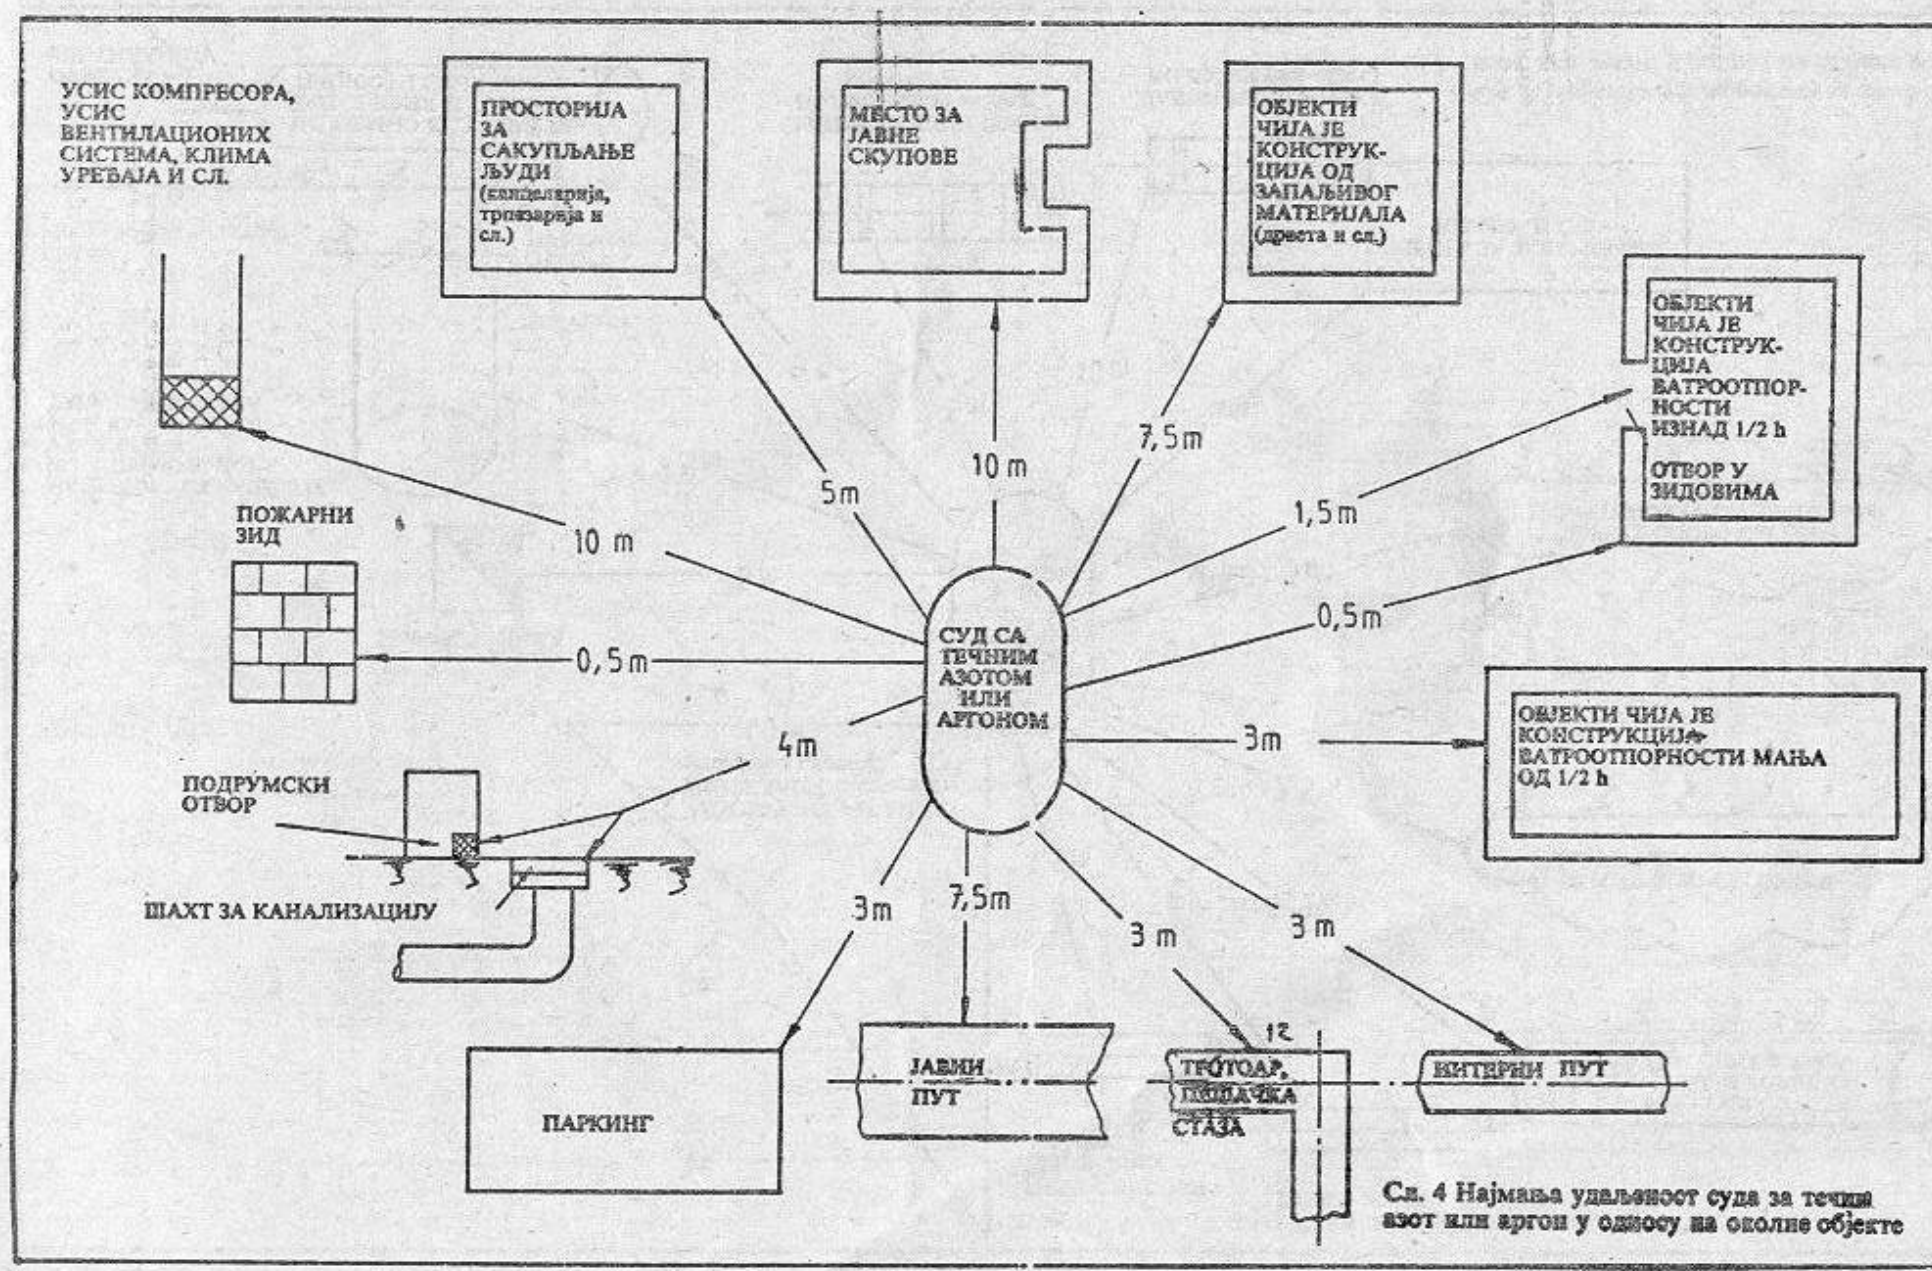 УСИС КОМПРЕСОРА,
УСИС
ВЕНТИЛАЦИОНИХ
СИСТЕМА, КЛИМА
УРЕЂАЈА И СЛ.
ПРОСТОРИЈА
ЗА
САКУПЉАЊЕ
ЉУДИ
(канцеларија,
трпезарија и
сл.)
МЕСТО ЗА
ЈАВНЕ
СКУПОВЕ
ОБЈЕКТИ
ЧИЈА ЈЕ
КОНСТРУК-
ЦИЈА ОД
ЗАПАЉИВОГ
МАТЕРИЈАЛА
(дрвета и сл.)
ОБЈЕКТИ
ЧИЈА ЈЕ
КОНСТРУК-
ЦИЈА
ВАТРООТПОР-
НОСТИ
ИЗНАД 1/2 h
ОТВОР У
ЗИДОВИМА
10 m
5m
10 m
7,5m
1,5m
0,5m
ПОЖАРНИ
ЗИД
0,5m
СУД СА
ТЕЧНИМ
АЗОТОМ
ИЛИ
АРГОНОМ
3m
ОБЈЕКТИ ЧИЈА ЈЕ
КОНСТРУКЦИЈА
ВАТРООТПОРНОСТИ МАЊА
ОД 1/2 h
4m
ПОДРУМСКИ
ОТВОР
ШАХТ ЗА КАНАЛИЗАЦИЈУ
3m
7,5m
3 m
3 m
12
ПАРКИНГ
ЈАВНИ
ПУТ
ТРОТОАР,
ПЕШАЧКА
СТАЗА
ИНТЕРНИ ПУТ
Сл. 4 Најмања удаљеност суда за течни
азот или аргон у односу на околне објекте